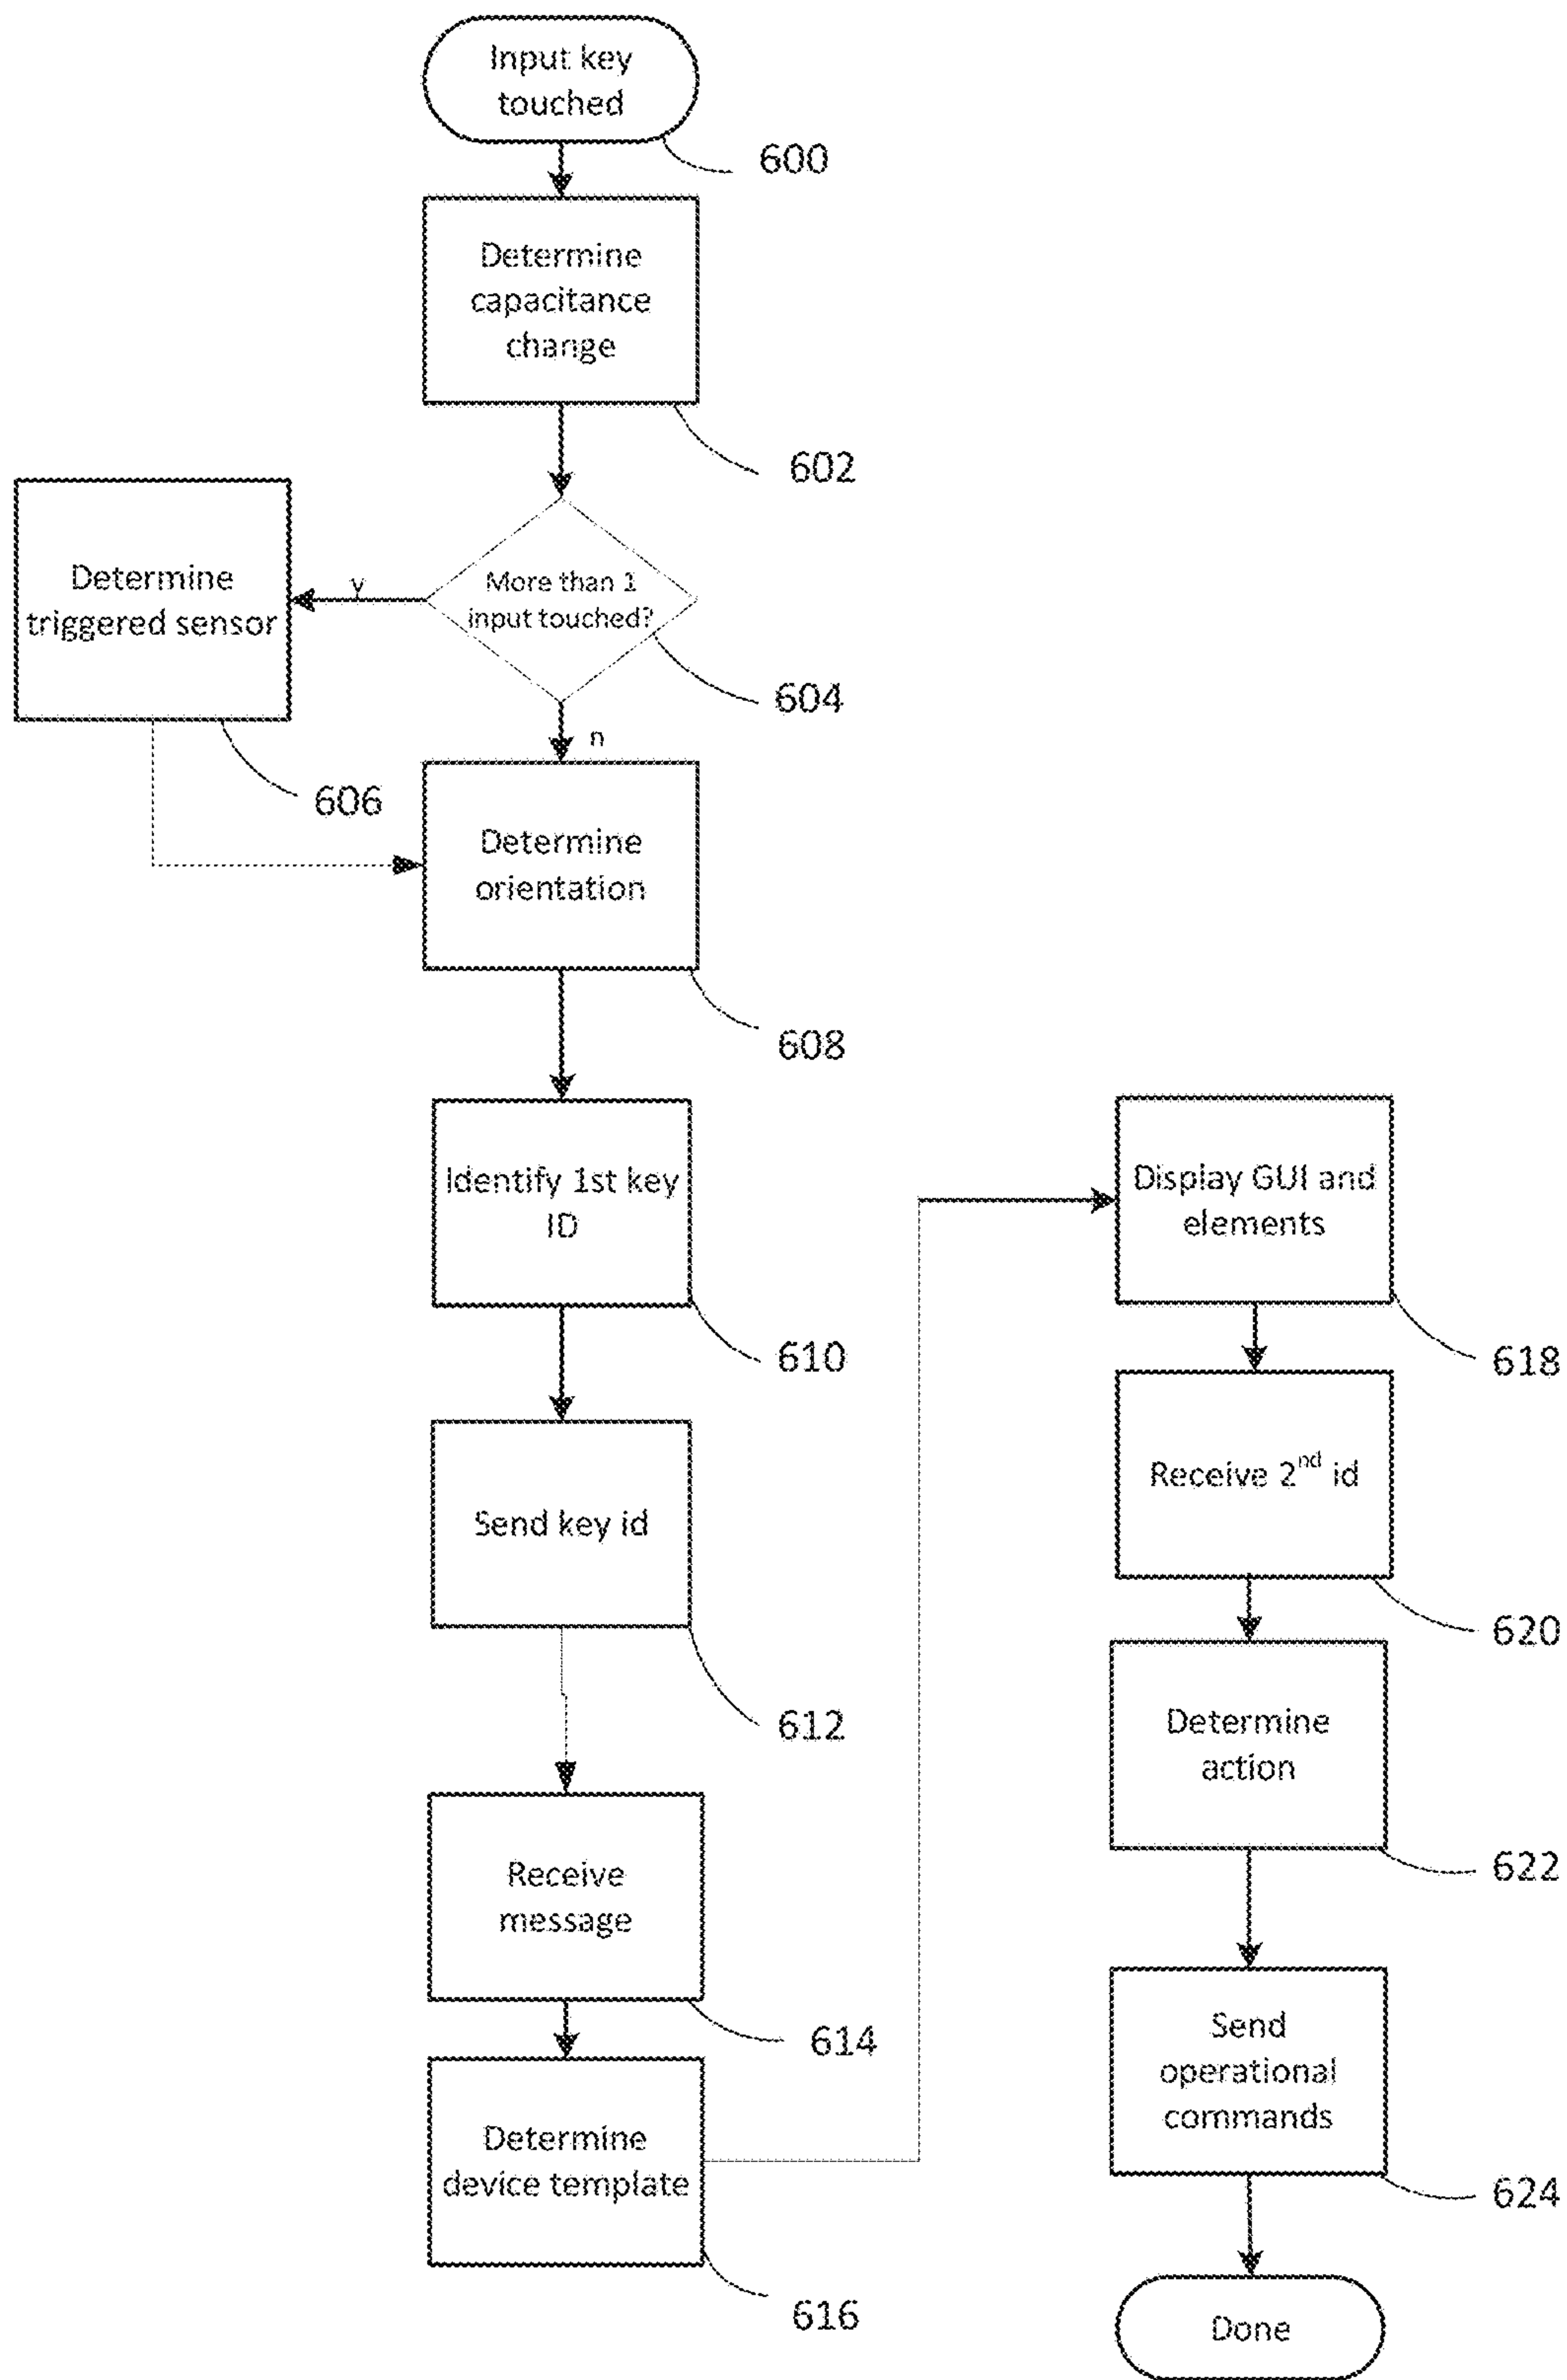 Input key
touched
600
Determine
capacitance
change
602
More than 1
input touched?
604
y
Determine
triggered sensor
606
n
Determine
orientation
608
Identify 1st key
ID
610
Send key id
612
Receive
message
614
Determine
device template
616
Display GUI and
elements
618
Receive 2nd id
620
Determine
action
622
Send
operational
commands
624
Done